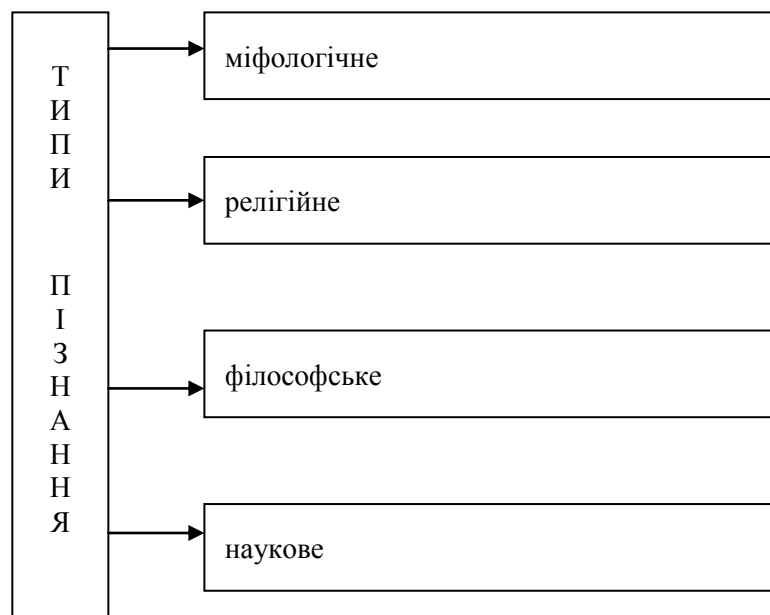 ТИПИ ПІЗНАННЯ
міфологічне
релігійне
філософське
наукове